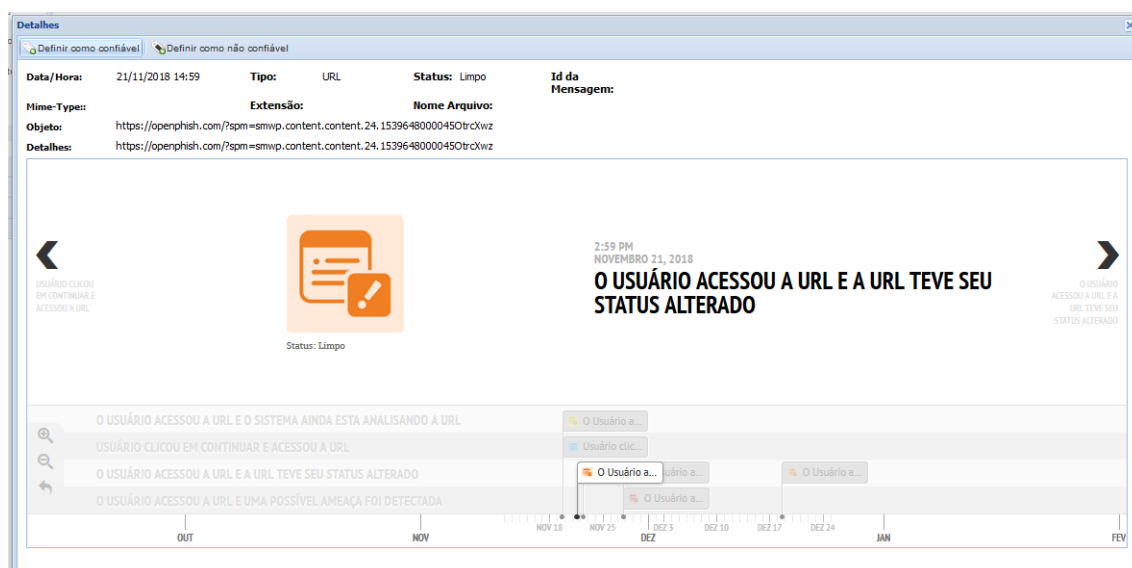 Detalhes
Definir como confiável Definir como não confiável
Data/Hora: 21/11/2018 14:59 Tipo: URL Status: Limpo Id da Mensagem:
Mime-Type:: Extensão: Nome Arquivo:
Objeto: https://openphish.com/?spm=smwp.content.content.24.1539648000045OtrcXwz
Detalhes: https://openphish.com/?spm=smwp.content.content.24.1539648000045OtrcXwz
2:59 PM
NOVEMBRO 21, 2018
O USUÁRIO ACESSOU A URL E A URL TEVE SEU
STATUS ALTERADO
USUÁRIO CLICOU
EM CONTINUAR E
ACESSOU A URL
O USUÁRIO
ACESSOU A URL E A
URL TEVE SEU
STATUS ALTERADO
Status: Limpo
O USUÁRIO ACESSOU A URL E O SISTEMA AINDA ESTA ANALISANDO A URL O Usuário a...
USUÁRIO CLICOU EM CONTINUAR E ACESSOU A URL Usuário clic...
O USUÁRIO ACESSOU A URL E A URL TEVE SEU STATUS ALTERADO O Usuário a... uário a... O Usuário a...
O USUÁRIO ACESSOU A URL E UMA POSSÍVEL AMEAÇA FOI DETECTADA O Usuário a...
NOV 18 NOV 25 DEZ 3 DEZ 10 DEZ 17 DEZ 24
OUT NOV DEZ JAN FEV